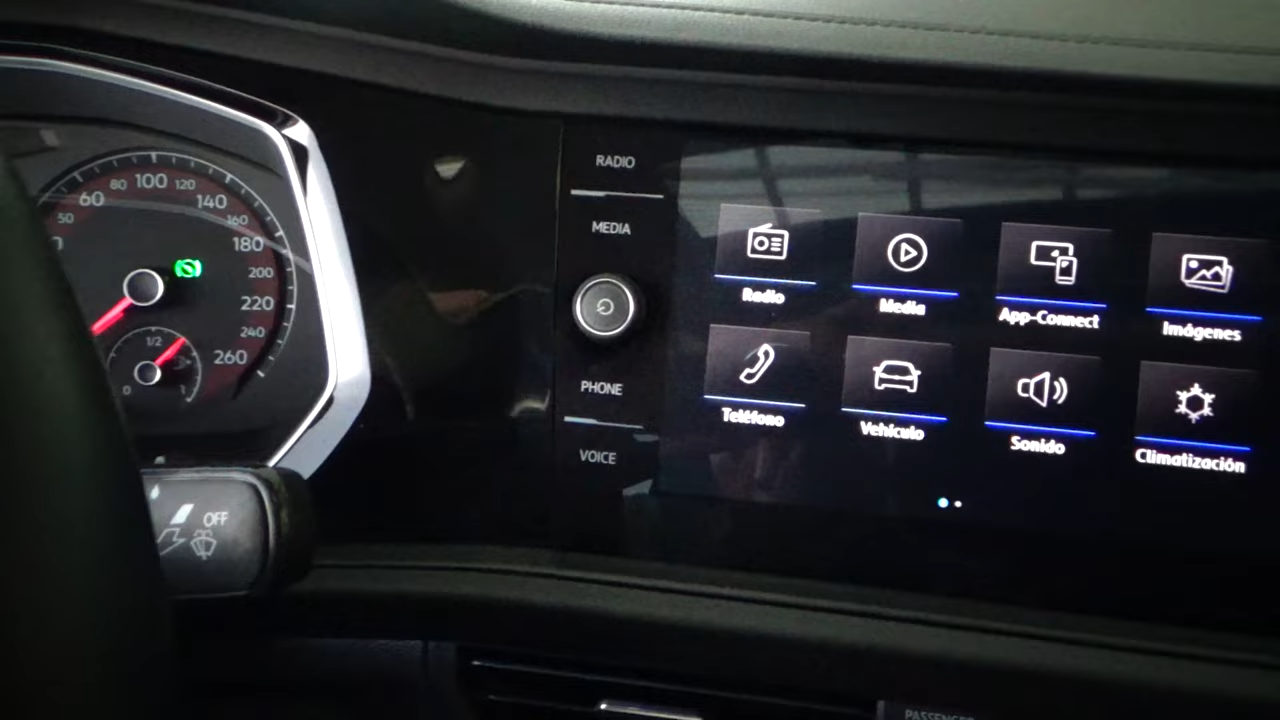 RADIO
MEDIA
PHONE
VOICE
Radio
Media
App-Connect
Imágenes
Teléfono
Vehículo
Sonido
Climatización
50
60
80
100
120
140
160
180
200
220
240
260
0
1/2
1
OFF
PASSENGER